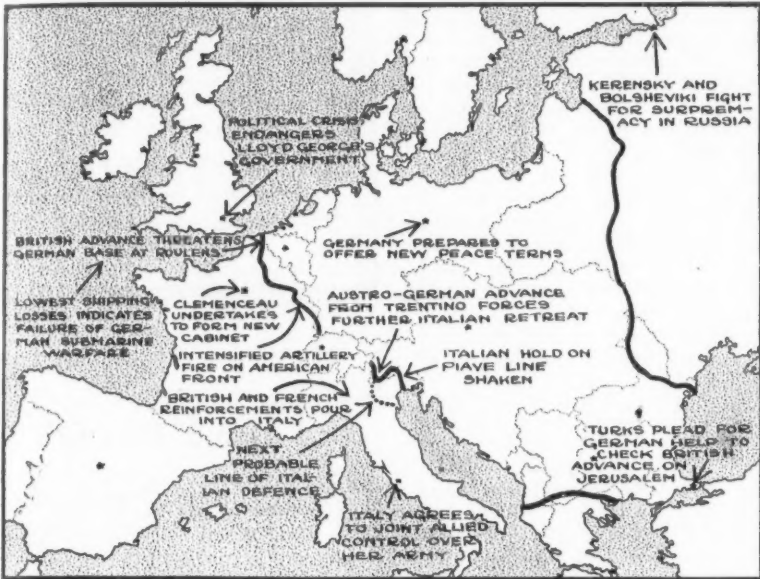 KERENSKY AND
BOLSHEVIKI FIGHT
FOR SURPREM-
ACY IN RUSSIA
POLITICAL CRISIS
ENDANGERS
LLOYD GEORGE'S
GOVERNMENT
BRITISH ADVANCE THREATENS
GERMAN BASE AT ROULERS
GERMANY PREPARES TO
OFFER NEW PEACE TERMS
LOWEST SHIPPING
LOSSES INDICATES
FAILURE OF GER-
MAN SUBMARINE
WARFARE
CLEMENCEAU
UNDERTAKES
TO FORM NEW
CABINET
AUSTRO-GERMAN ADVANCE
FROM TRENTINO FORCES
FURTHER ITALIAN RETREAT
INTENSIFIED ARTILLERY
FIRE ON AMERICAN
FRONT
ITALIAN HOLD ON
PIAVE LINE
SHAKEN
BRITISH AND FRENCH
REINFORCEMENTS POUR
INTO ITALY
NEXT
PROBABLE
LINE OF ITAL-
IAN DEFENCE
TURKS PLEAD FOR
GERMAN HELP TO
CHECK BRITISH
ADVANCE ON
JERUSALEM
ITALY AGREES
TO JOINT ALLIED
CONTROL OVER
HER ARMY